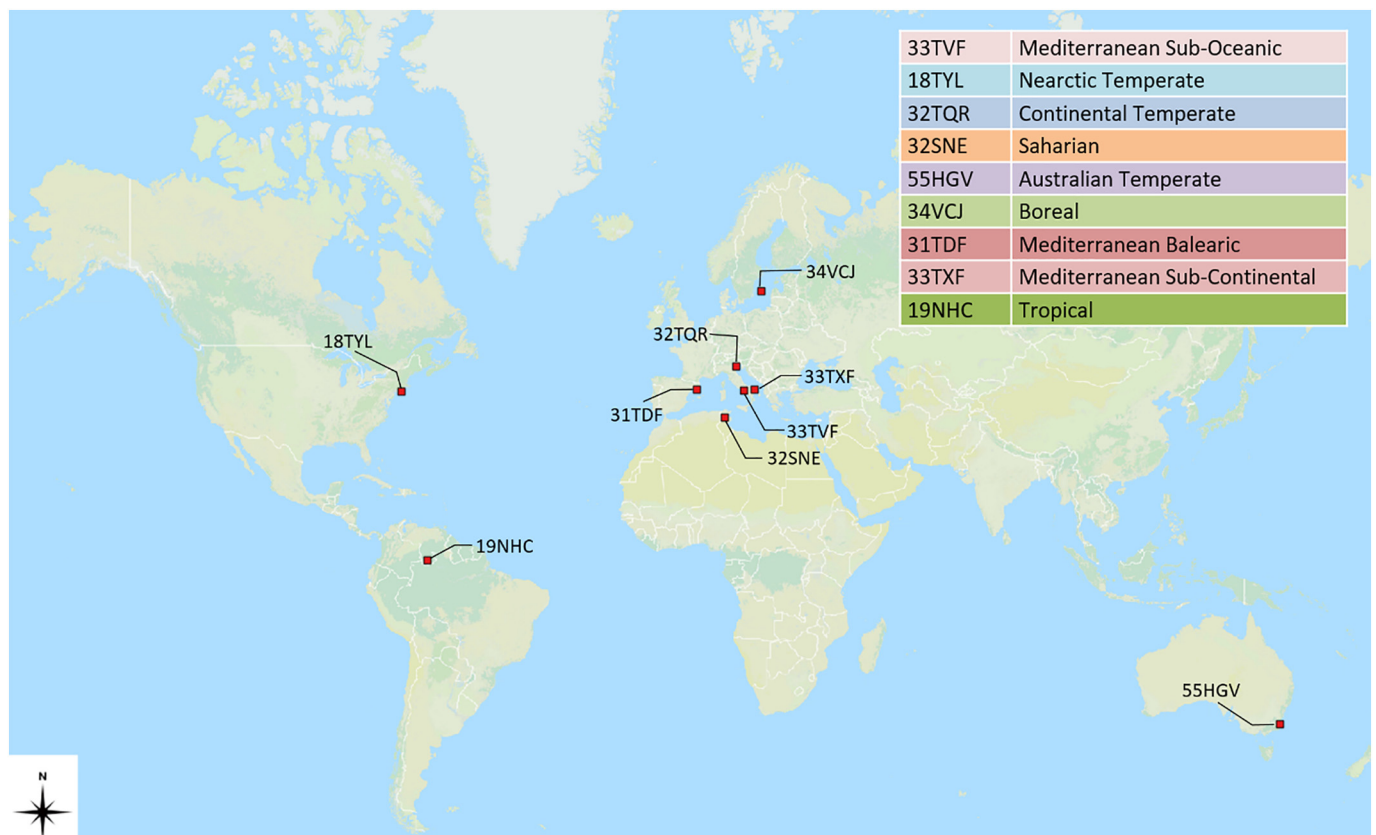 33TVF Mediterranean Sub-Oceanic
18TYL Nearctic Temperate
32TQR Continental Temperate
32SNE Saharian
55HGV Australian Temperate
34VCJ Boreal
31TDF Mediterranean Balearic
33TXF Mediterranean Sub-Continental
19NHC Tropical
34VCJ
32TQR
18TYL
33TXF
31TDF
33TVF
32SNE
19NHC
55HGV
N